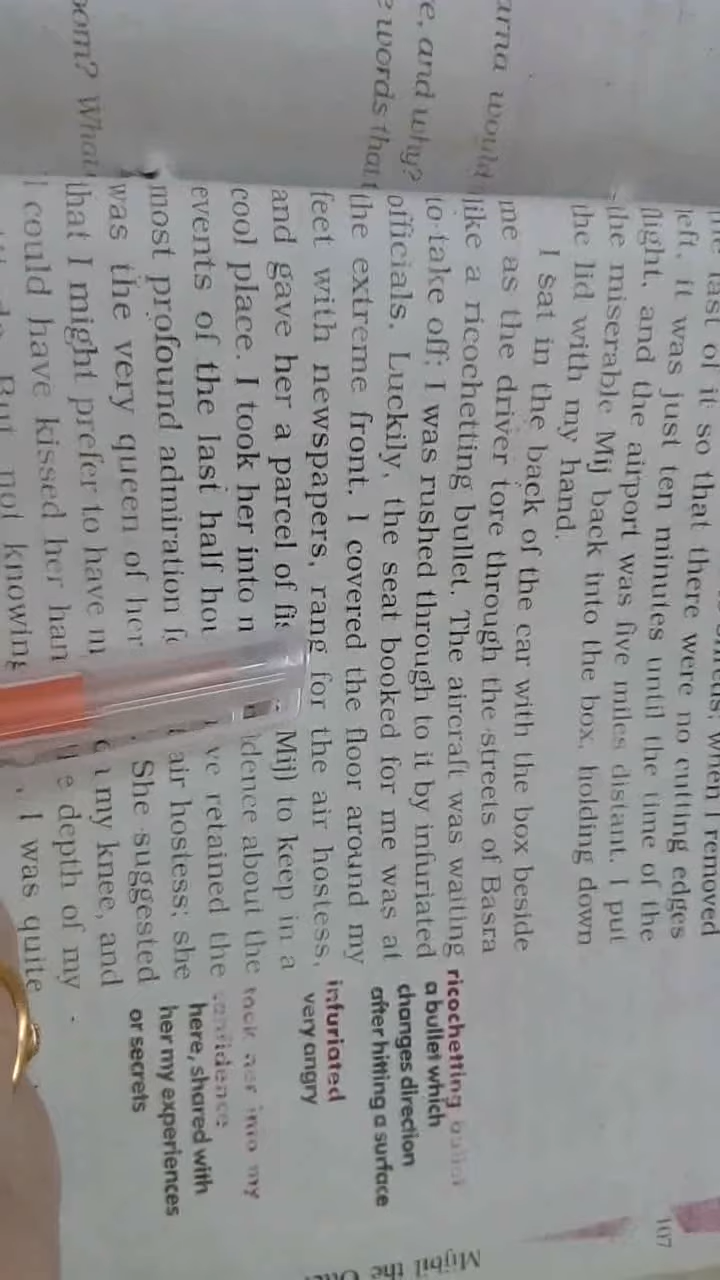 last of it so that there were no cutting edges
left, it was just ten minutes until the time of the
flight, and the airport was five miles distant. I put
the miserable Mij back into the box, holding down
the lid with my hand.
I sat in the back of the car with the box beside
me as the driver tore through the streets of Basra
like a ricochetting bullet. The aircraft was waiting
to take off; I was rushed through to it by infuriated
officials. Luckily, the seat booked for me was at
the extreme front. I covered the floor around my
feet with newspapers, rang for the air hostess,
and gave her a parcel of Mij) to keep in a
cool place. I took her into about the
events of the last half retained the
most profound admiration air hostess; she
was the very queen of her She suggested
that I might prefer to have my knee, and
I could have kissed her depth of my
But not knowing I was quite
ricochetting
a bullet which
changes direction
after hitting a surface
infuriated
very angry
took her into my
confidence
here, shared with
her my experiences
or secrets
107
Mijbil the
would
and why?
words that
What